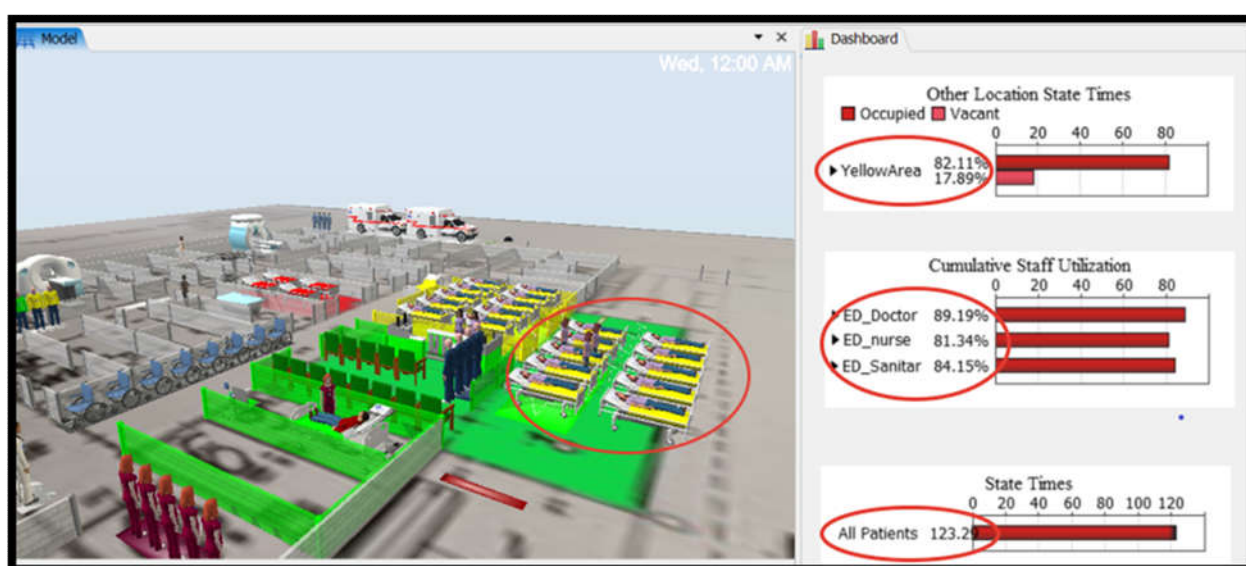 Model
Wed, 12:00 AM
Dashboard
Other Location State Times
Occupied Vacant
0 20 40 60 80
YellowArea 82.11%
17.89%
Cumulative Staff Utilization
0 20 40 60 80
ED_Doctor 89.19%
ED_nurse 81.34%
ED_Sanitar 84.15%
State Times
0 20 40 60 80 100 120
All Patients 123.29